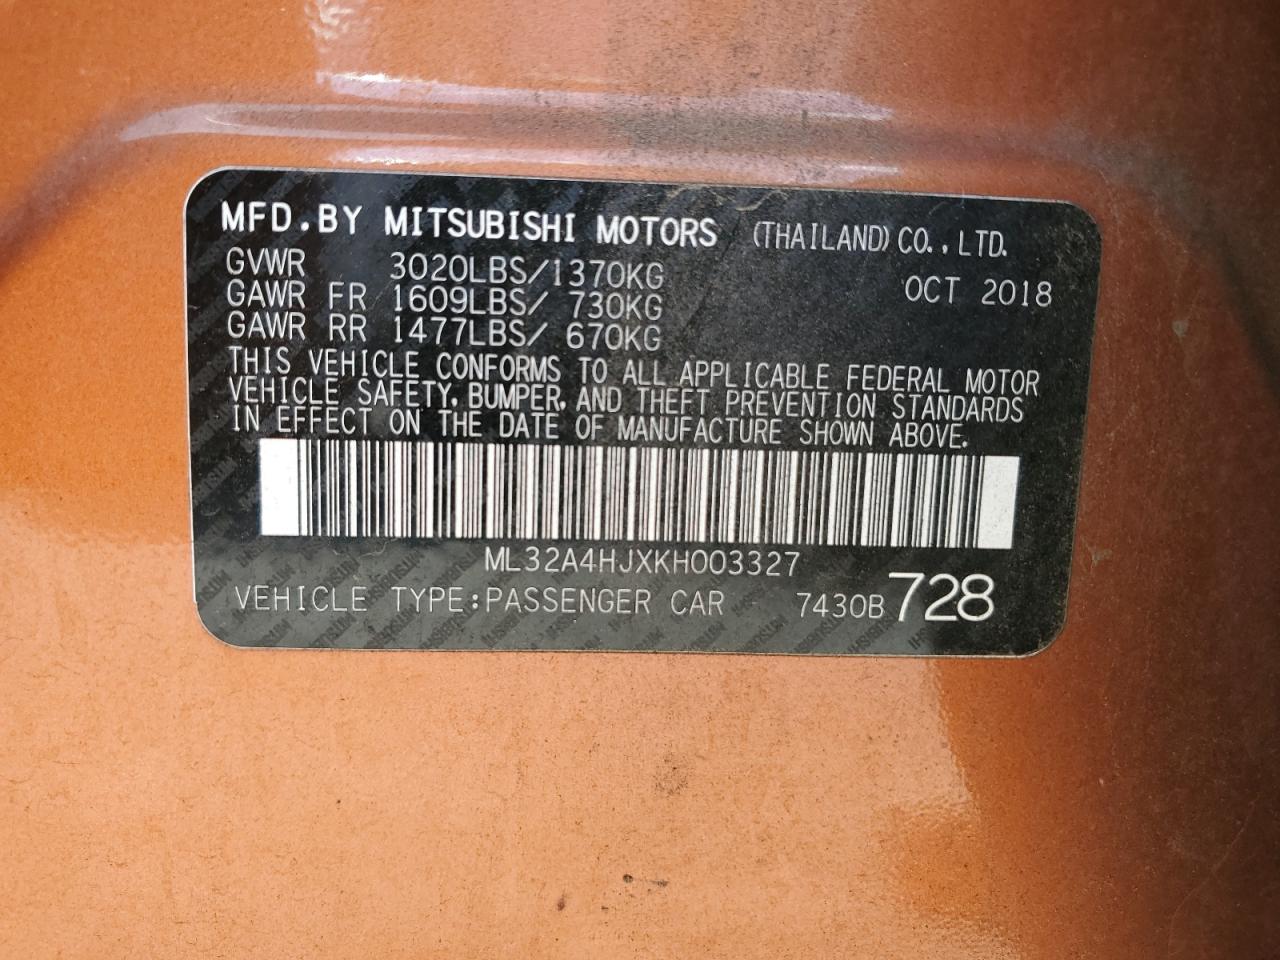 MFD.BY MITSUBISHI MOTORS (THAILAND) CO., LTD.
GVWR 3020LBS/1370KG OCT 2018
GAWR FR 1609LBS/ 730KG
GAWR RR 1477LBS/ 670KG
THIS VEHICLE CONFORMS TO ALL APPLICABLE FEDERAL MOTOR
VEHICLE SAFETY, BUMPER, AND THEFT PREVENTION STANDARDS
IN EFFECT ON THE DATE OF MANUFACTURE SHOWN ABOVE.
ML32A4HJXKH003327
VEHICLE TYPE:PASSENGER CAR 7430B 728